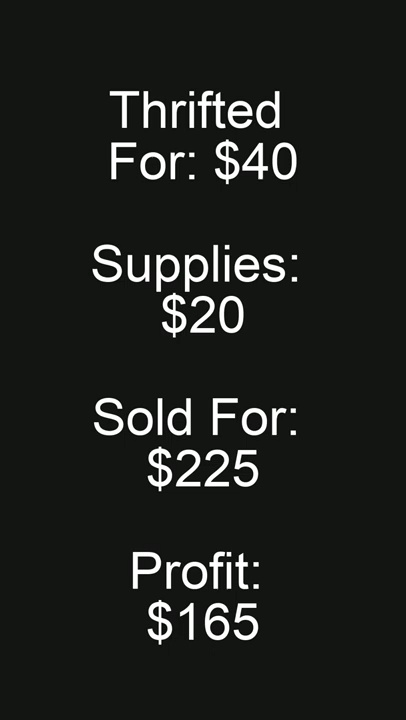 Thrifted
For: $40
Supplies:
$20
Sold For:
$225
Profit:
$165